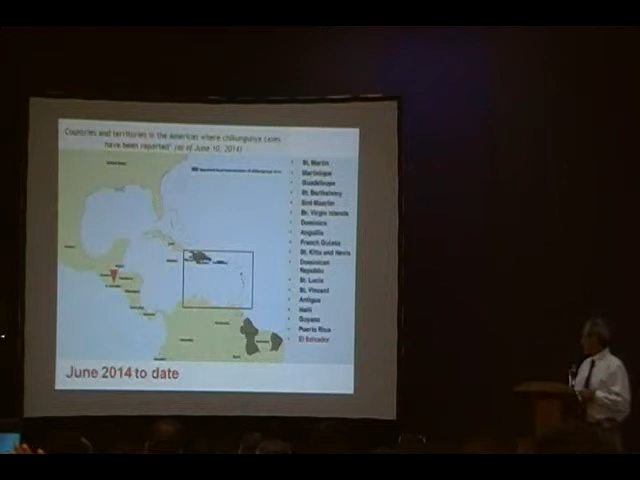 Countries and territories in the Americas where chikungunya cases
have been reported* (as of June 10, 2014)
St. Martin
Martinique
Guadeloupe
St. Barthelemy
Sint Maarten
Br. Virgin Islands
Dominica
Anguilla
French Guiana
St. Kitts and Nevis
Dominican
Republic
St. Lucia
St. Vincent
Antigua
Haiti
Guyana
Puerto Rico
El Salvador
June 2014 to date